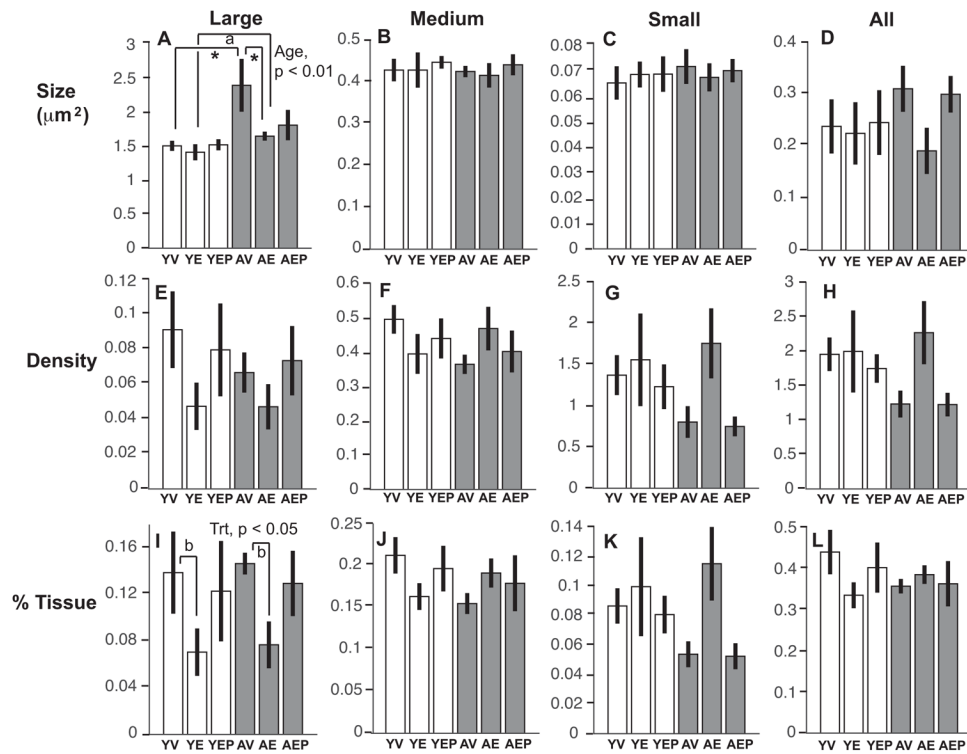 Large
Medium
Small
All
Size
(μm²)
A
a
*
*
Age,
p < 0.01
3
2.5
2
1.5
1
0.5
0
YV YE YEP AV AE AEP
B
0.5
0.4
0.3
0.2
0.1
0
YV YE YEP AV AE AEP
C
0.08
0.07
0.06
0.05
0.04
0.03
0.02
0.01
0
YV YE YEP AV AE AEP
D
0.4
0.3
0.2
0.1
0
YV YE YEP AV AE AEP
Density
E
0.12
0.1
0.08
0.06
0.04
0.02
0
YV YE YEP AV AE AEP
F
0.6
0.5
0.4
0.3
0.2
0.1
0
YV YE YEP AV AE AEP
G
2.5
2
1.5
1
0.5
0
YV YE YEP AV AE AEP
H
3
2.5
2
1.5
1
0.5
0
YV YE YEP AV AE AEP
% Tissue
I
Trt, p < 0.05
b
b
0.16
0.12
0.08
0.04
0
YV YE YEP AV AE AEP
J
0.25
0.2
0.15
0.1
0.05
0
YV YE YEP AV AE AEP
K
0.14
0.12
0.1
0.08
0.06
0.04
0.02
0
YV YE YEP AV AE AEP
L
0.5
0.4
0.3
0.2
0.1
0
YV YE YEP AV AE AEP